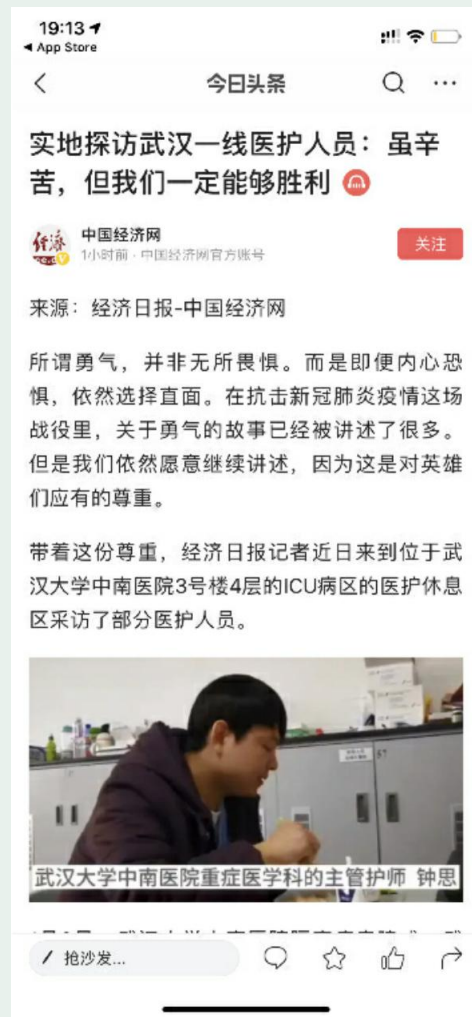 19:13
App Store
今日头条
实地探访武汉一线医护人员：虽辛
苦，但我们一定能够胜利
中国经济网
1小时前 · 中国经济网官方账号
关注
来源：经济日报-中国经济网
所谓勇气，并非无所畏惧。而是即便内心恐
惧，依然选择直面。在抗击新冠肺炎疫情这场
战役里，关于勇气的故事已经被讲述了很多。
但是我们依然愿意继续讲述，因为这是对英雄
们应有的尊重。
带着这份尊重，经济日报记者近日来到位于武
汉大学中南医院3号楼4层的ICU病区的医护休息
区采访了部分医护人员。
武汉大学中南医院重症医学科的主管护师 钟思
抢沙发...